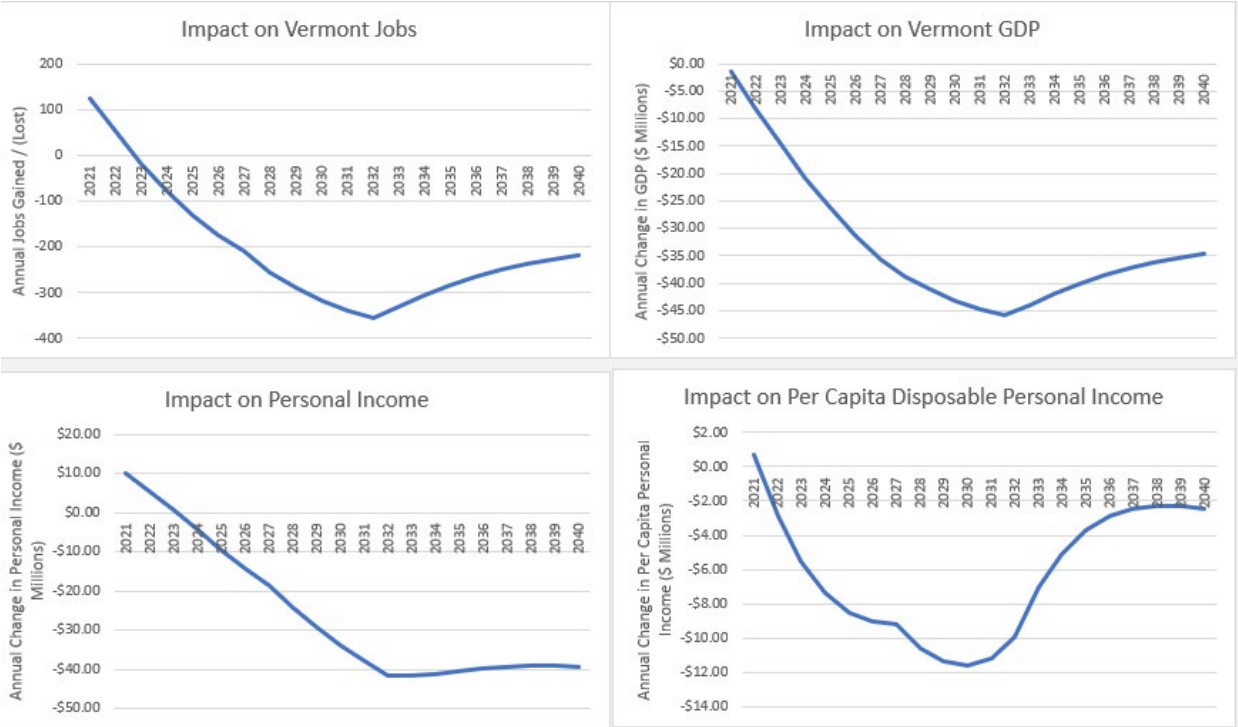 Impact on Vermont Jobs
Annual Jobs Gained / (Lost)
200
100
0
-100
-200
-300
-400
2021 2022 2023 2024 2025 2026 2027 2028 2029 2030 2031 2032 2033 2034 2035 2036 2037 2038 2039 2040
Impact on Vermont GDP
Annual Change in GDP ($ Millions)
$0.00
-$5.00
-$10.00
-$15.00
-$20.00
-$25.00
-$30.00
-$35.00
-$40.00
-$45.00
-$50.00
2021 2022 2023 2024 2025 2026 2027 2028 2029 2030 2031 2032 2033 2034 2035 2036 2037 2038 2039 2040
Impact on Personal Income
Annual Change in Personal Income ($
Millions)
$20.00
$10.00
$0.00
-$10.00
-$20.00
-$30.00
-$40.00
-$50.00
2021 2022 2023 2024 2025 2026 2027 2028 2029 2030 2031 2032 2033 2034 2035 2036 2037 2038 2039 2040
Impact on Per Capita Disposable Personal Income
Annual Change in Per Capita Personal
Income ($ Millions)
$2.00
$0.00
-$2.00
-$4.00
-$6.00
-$8.00
-$10.00
-$12.00
-$14.00
2021 2022 2023 2024 2025 2026 2027 2028 2029 2030 2031 2032 2033 2034 2035 2036 2037 2038 2039 2040